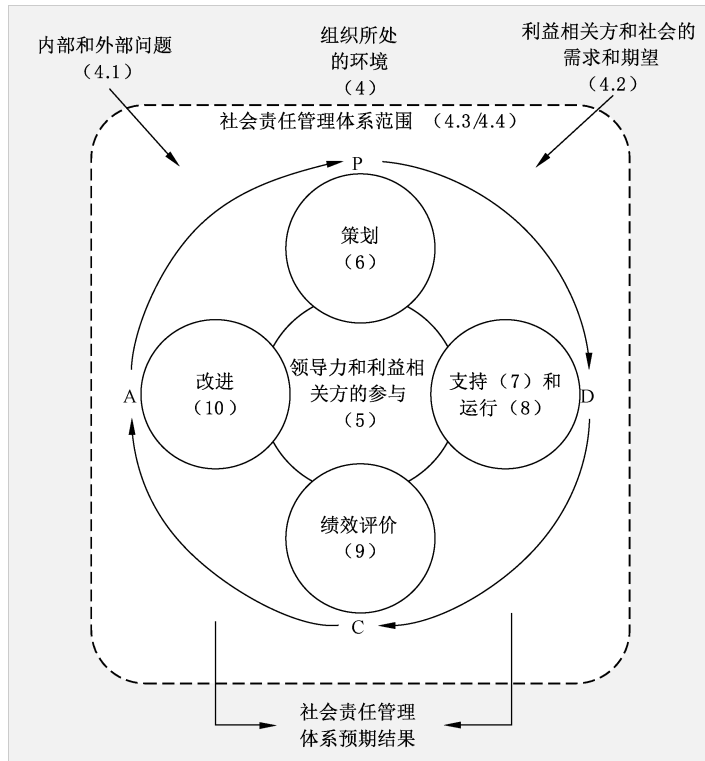 内部和外部问题
（4.1）
组织所处
的环境
（4）
利益相关方和社会的
需求和期望
（4.2）
社会责任管理体系范围 （4.3/4.4）
P
策划
（6）
改进
（10）
A
领导力和利益相
关方的参与
（5）
支持（7）和
运行（8）
D
绩效评价
（9）
C
社会责任管理
体系预期结果